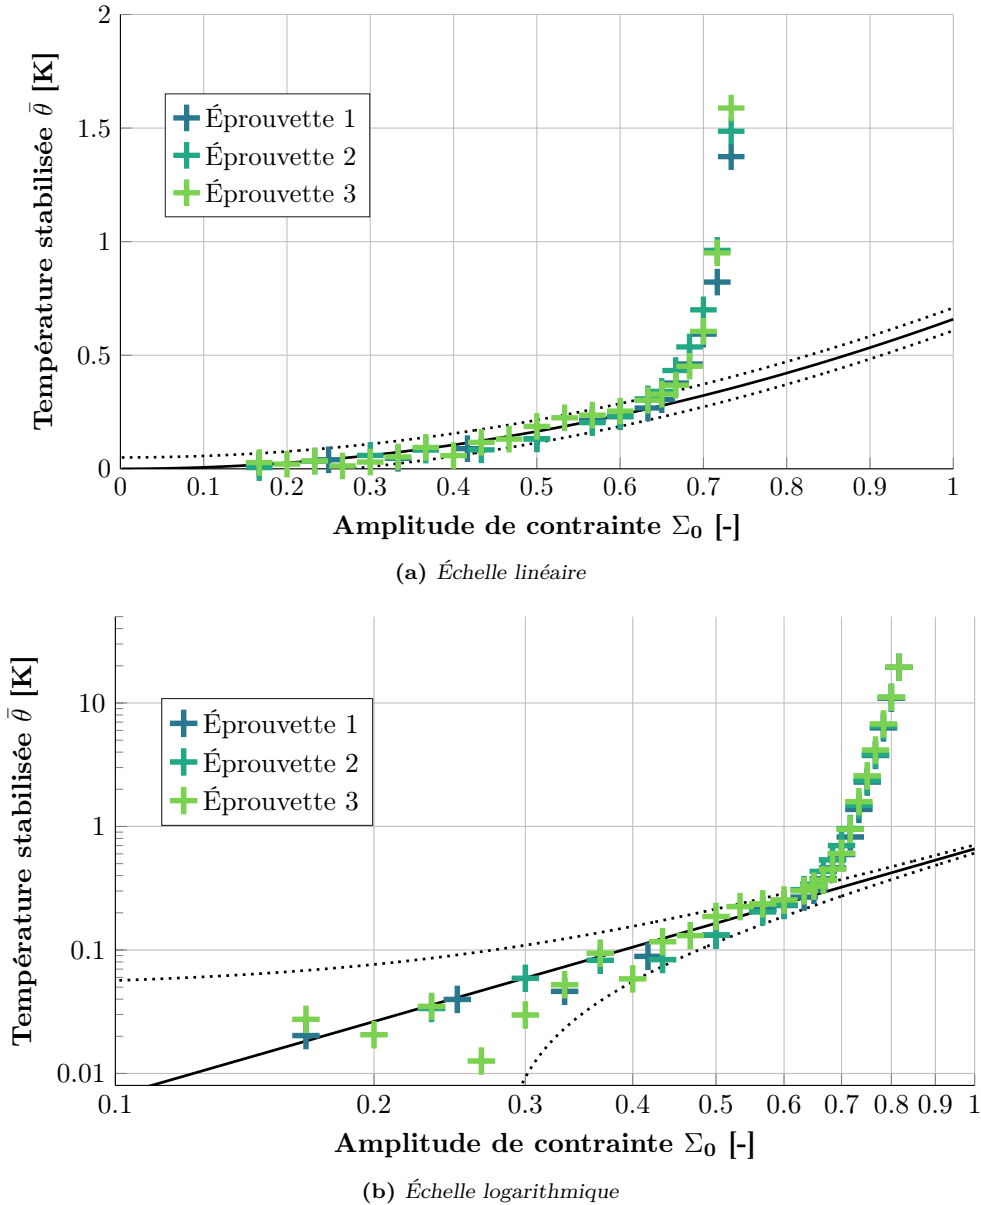 2
1.5
1
0.5
0
Température stabilisée θ̄ [K]
Éprouvette 1
Éprouvette 2
Éprouvette 3
0 0.1 0.2 0.3 0.4 0.5 0.6 0.7 0.8 0.9 1
Amplitude de contrainte Σ₀ [-]
(a) Échelle linéaire
10
1
0.1
0.01
Température stabilisée θ̄ [K]
Éprouvette 1
Éprouvette 2
Éprouvette 3
0.1 0.2 0.3 0.4 0.5 0.6 0.7 0.8 0.9 1
Amplitude de contrainte Σ₀ [-]
(b) Échelle logarithmique